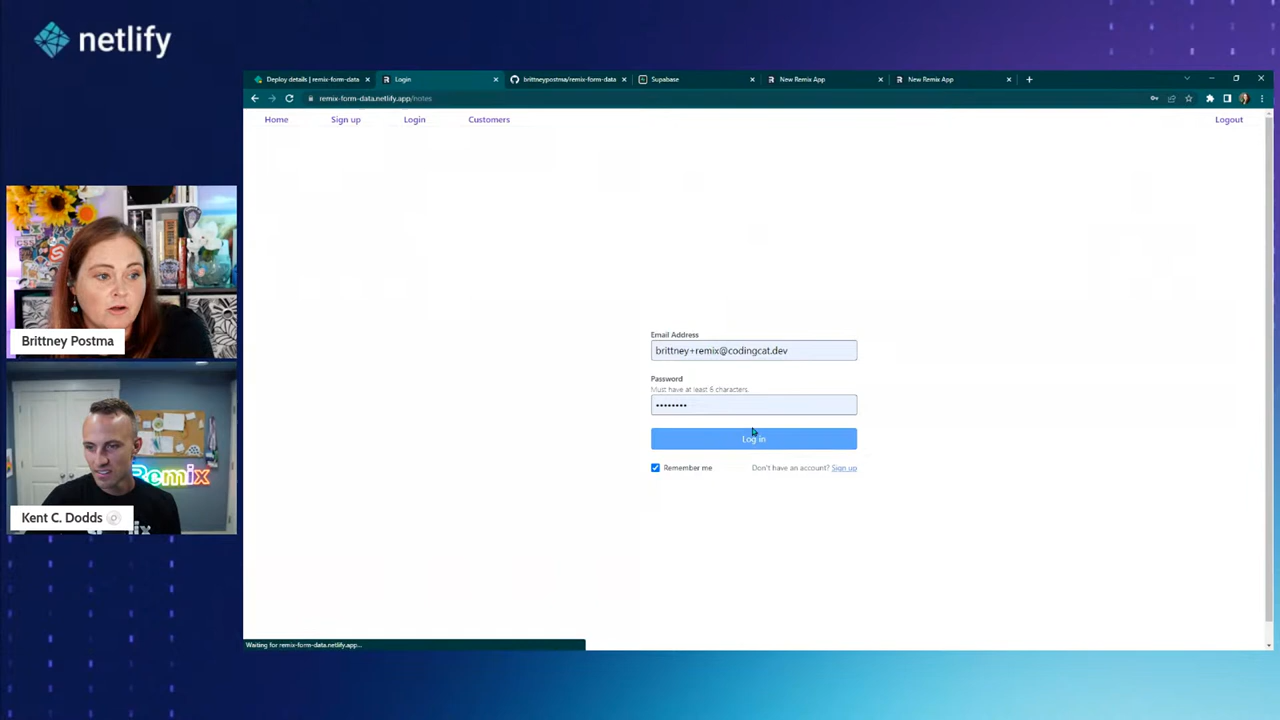 netlify
Deploy details | remix-form-data
Login
brittneypostma/remix-form-data
Supabase
New Remix App
New Remix App
remix-form-data.netlify.app/notes
Home
Sign up
Login
Customers
Logout
CSS
Brittney Postma
Remix
Kent C. Dodds
Email Address
brittney+remix@codingcat.dev
Password
Must have at least 6 characters.
••••••••
Log in
Remember me
Don't have an account? Sign up
Waiting for remix-form-data.netlify.app...